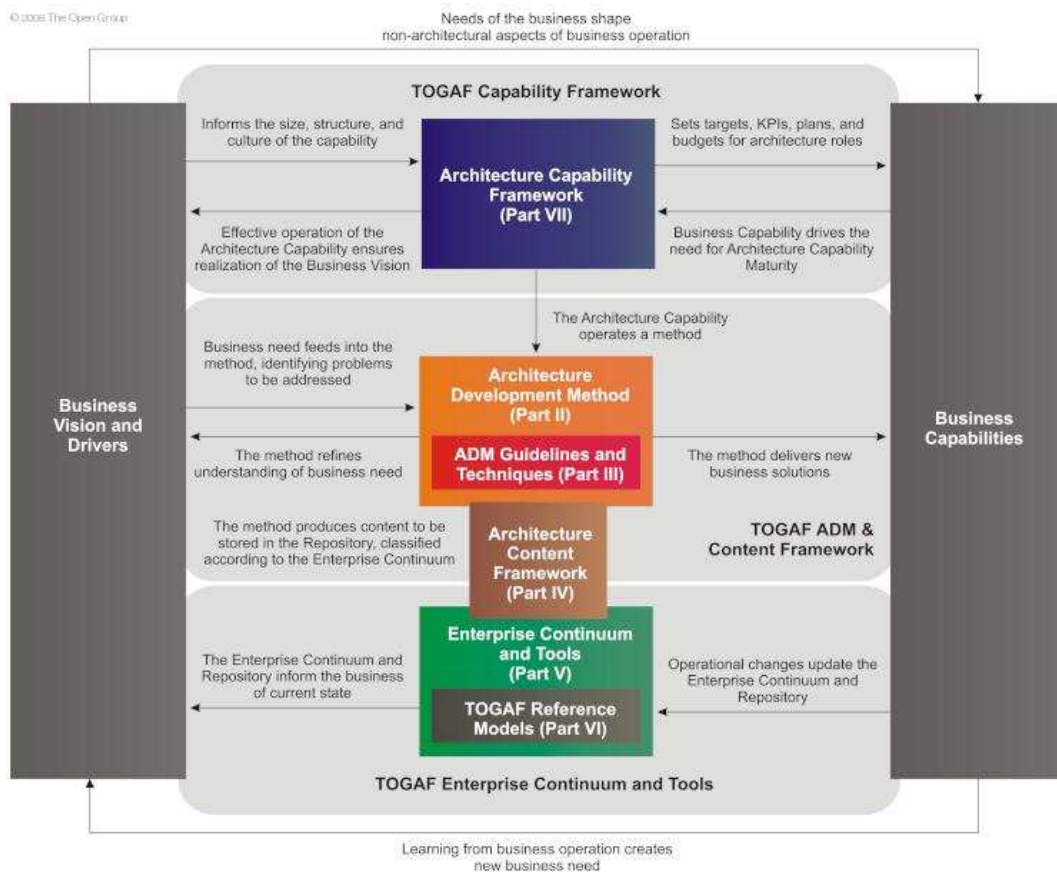 © 2008 The Open Group
Needs of the business shape
non-architectural aspects of business operation
TOGAF Capability Framework
Informs the size, structure, and
culture of the capability
Architecture Capability
Framework
(Part VII)
Sets targets, KPIs, plans, and
budgets for architecture roles
Effective operation of the
Architecture Capability ensures
realization of the Business Vision
Business Capability drives the
need for Architecture Capability
Maturity
The Architecture Capability
operates a method
Business
Vision and
Drivers
Business need feeds into the
method, identifying problems
to be addressed
Architecture
Development Method
(Part II)
ADM Guidelines and
Techniques (Part III)
Business
Capabilities
The method refines
understanding of business need
The method delivers new
business solutions
The method produces content to be
stored in the Repository, classified
according to the Enterprise Continuum
Architecture
Content
Framework
(Part IV)
TOGAF ADM &
Content Framework
Enterprise Continuum
and Tools
(Part V)
TOGAF Reference
Models (Part VI)
The Enterprise Continuum and
Repository inform the business
of current state
Operational changes update the
Enterprise Continuum and
Repository
TOGAF Enterprise Continuum and Tools
Learning from business operation creates
new business need